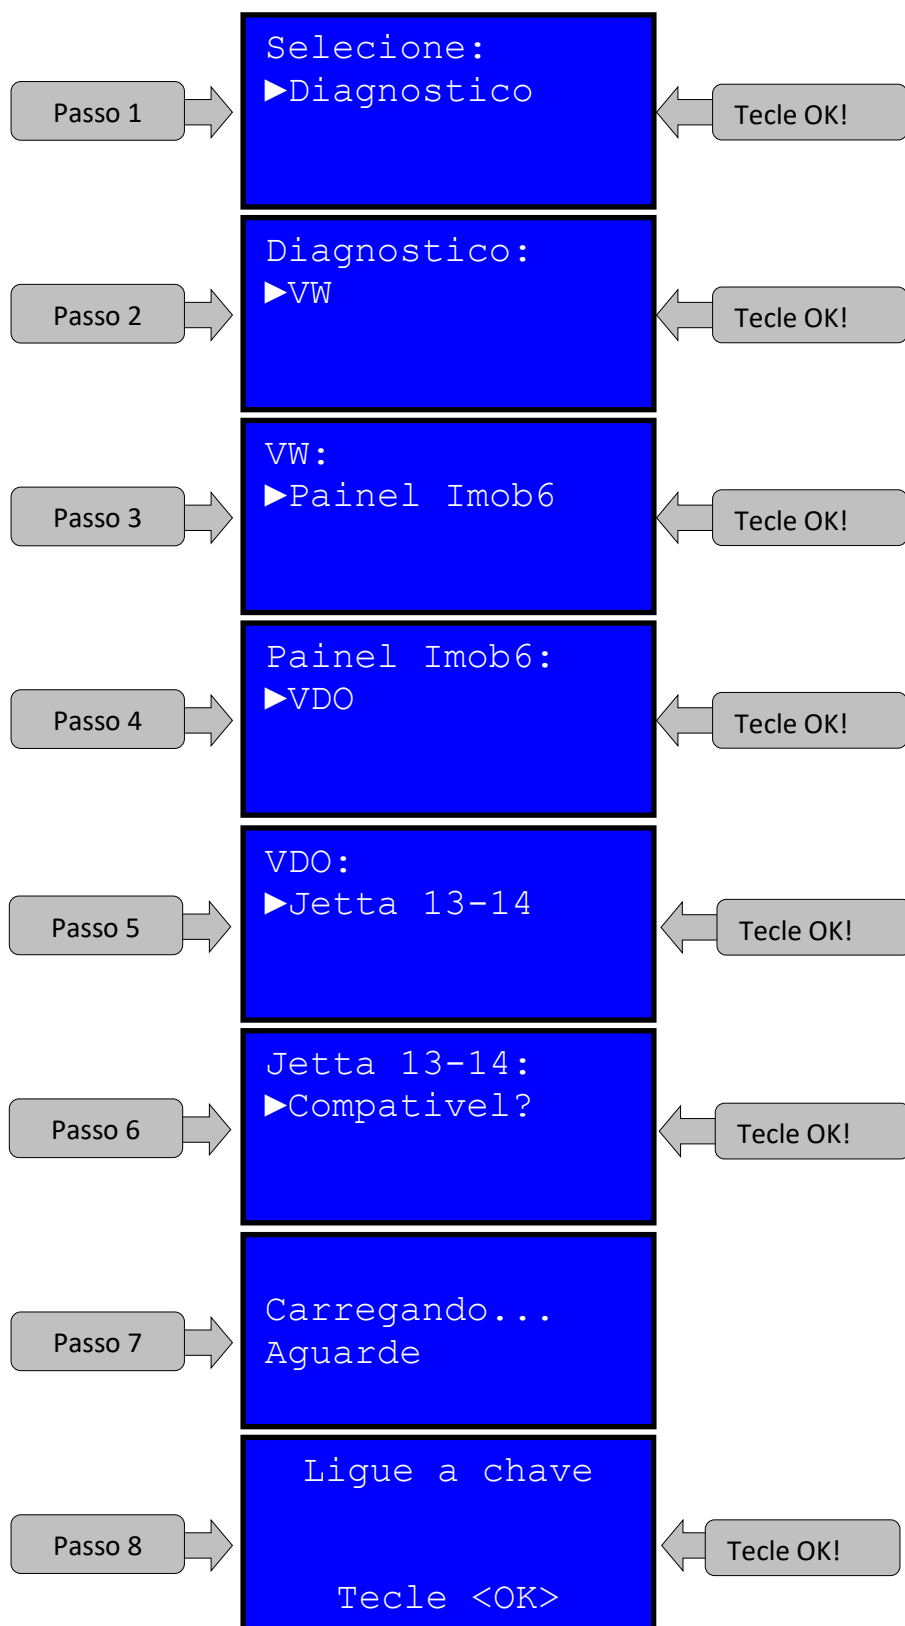 Selecione:
Passo 1
►Diagnostico
Tecle OK!
Diagnostico:
Passo 2
►VW
Tecle OK!
VW:
Passo 3
►Painel Imob6
Tecle OK!
Painel Imob6:
Passo 4
►VDO
Tecle OK!
VDO:
Passo 5
►Jetta 13-14
Tecle OK!
Jetta 13-14:
Passo 6
►Compativel?
Tecle OK!
Passo 7
Carregando...
Aguarde
Ligue a chave
Passo 8
Tecle OK!
Tecle <OK>